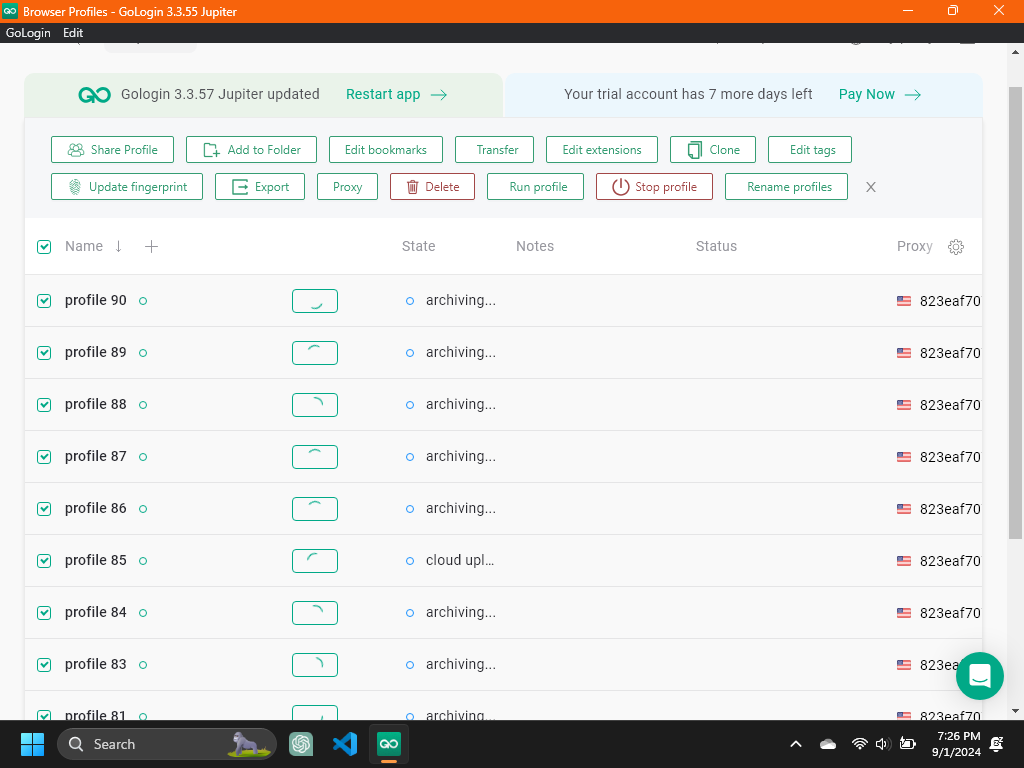 Browser Profiles - GoLogin 3.3.55 Jupiter
GoLogin Edit
Gologin 3.3.57 Jupiter updated Restart app
Your trial account has 7 more days left Pay Now
Share Profile Add to Folder Edit bookmarks Transfer Edit extensions Clone Edit tags
Update fingerprint Export Proxy Delete Run profile Stop profile Rename profiles
Name State Notes Status Proxy
profile 90 archiving... 823eaf70
profile 89 archiving... 823eaf70
profile 88 archiving... 823eaf70
profile 87 archiving... 823eaf70
profile 86 archiving... 823eaf70
profile 85 cloud upl... 823eaf70
profile 84 archiving... 823eaf70
profile 83 archiving... 823ea
profile 81 archiving... 823eaf70
Search
7:26 PM
9/1/2024